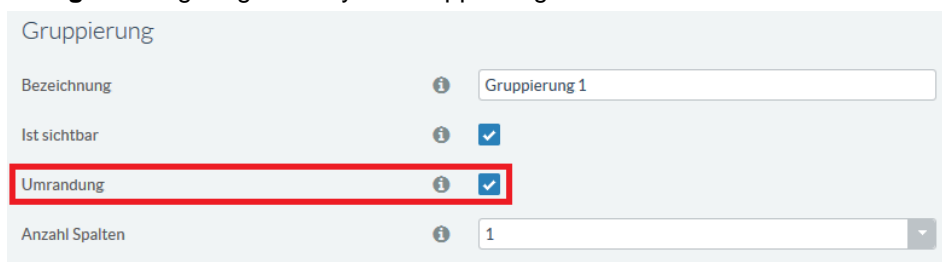 Gruppierung
Bezeichnung Gruppierung 1
Ist sichtbar
Umrandung
Anzahl Spalten 1